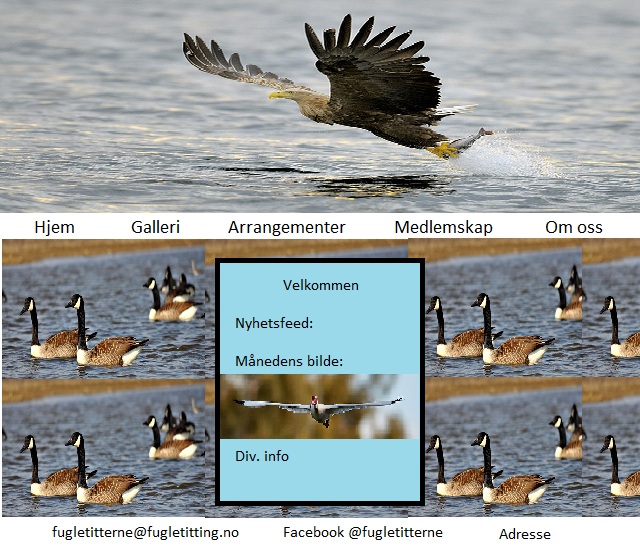 Hjem Galleri Arrangementer Medlemskap Om oss
Velkommen
Nyhetsfeed:
Månedens bilde:
Div. info
fugletitterne@fugletitting.no Facebook @fugletitterne Adresse